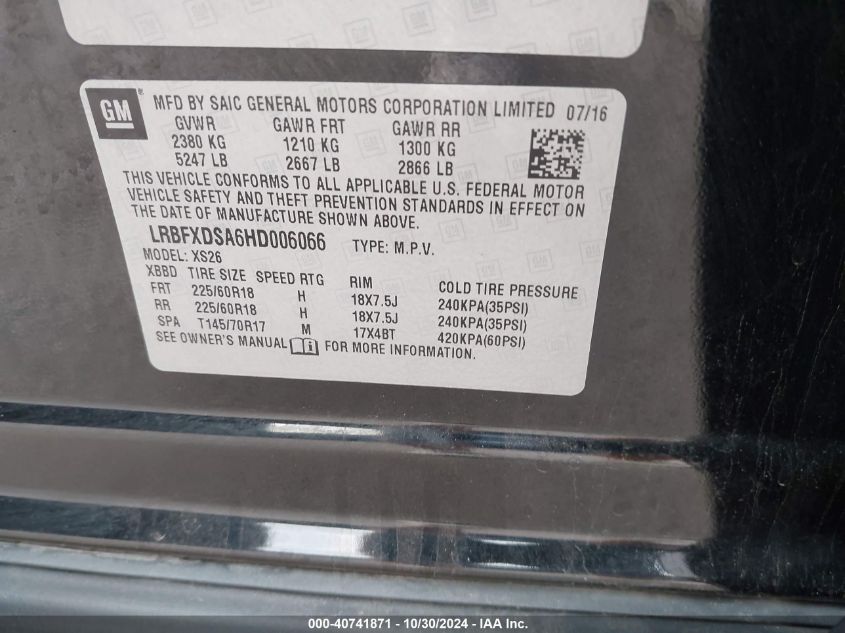 GM
MFD BY SAIC GENERAL MOTORS CORPORATION LIMITED 07/16
GVWR GAWR FRT GAWR RR
2380 KG 1210 KG 1300 KG
5247 LB 2667 LB 2866 LB
THIS VEHICLE CONFORMS TO ALL APPLICABLE U.S. FEDERAL MOTOR
VEHICLE SAFETY AND THEFT PREVENTION STANDARDS IN EFFECT ON
THE DATE OF MANUFACTURE SHOWN ABOVE.
LRBFXDSA6HD006066 TYPE: M.P.V.
MODEL: XS26
XBBD TIRE SIZE SPEED RTG RIM COLD TIRE PRESSURE
FRT 225/60R18 H 18X7.5J 240KPA(35PSI)
RR 225/60R18 H 18X7.5J 240KPA(35PSI)
SPA T145/70R17 M 17X4BT 420KPA(60PSI)
SEE OWNER'S MANUAL FOR MORE INFORMATION.
000-40741871 - 10/30/2024 - IAA Inc.